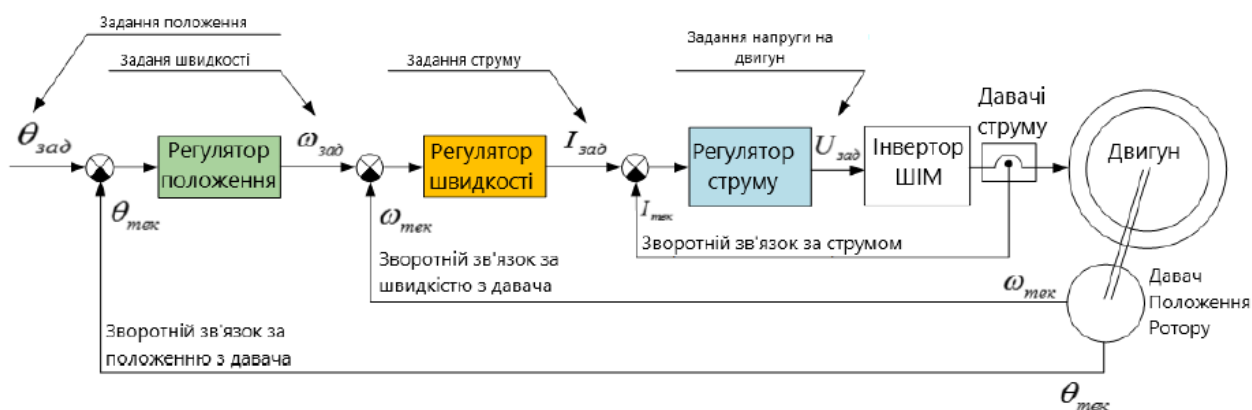 Задання положення
Заданя швидкості
Задання струму
Задання напруги на
двигун
θзад
Регулятор
положення
ωзад
Регулятор
швидкості
Iзад
Регулятор
струму
Uзад
Інвертор
ШІМ
Давачі
струму
Двигун
θтек
ωтек
Iтек
Зворотній зв'язок за струмом
Зворотній зв'язок за
швидкістю з давача
ωтек
Давач
Положення
Ротору
Зворотній зв'язок за
положенню з давача
θтек